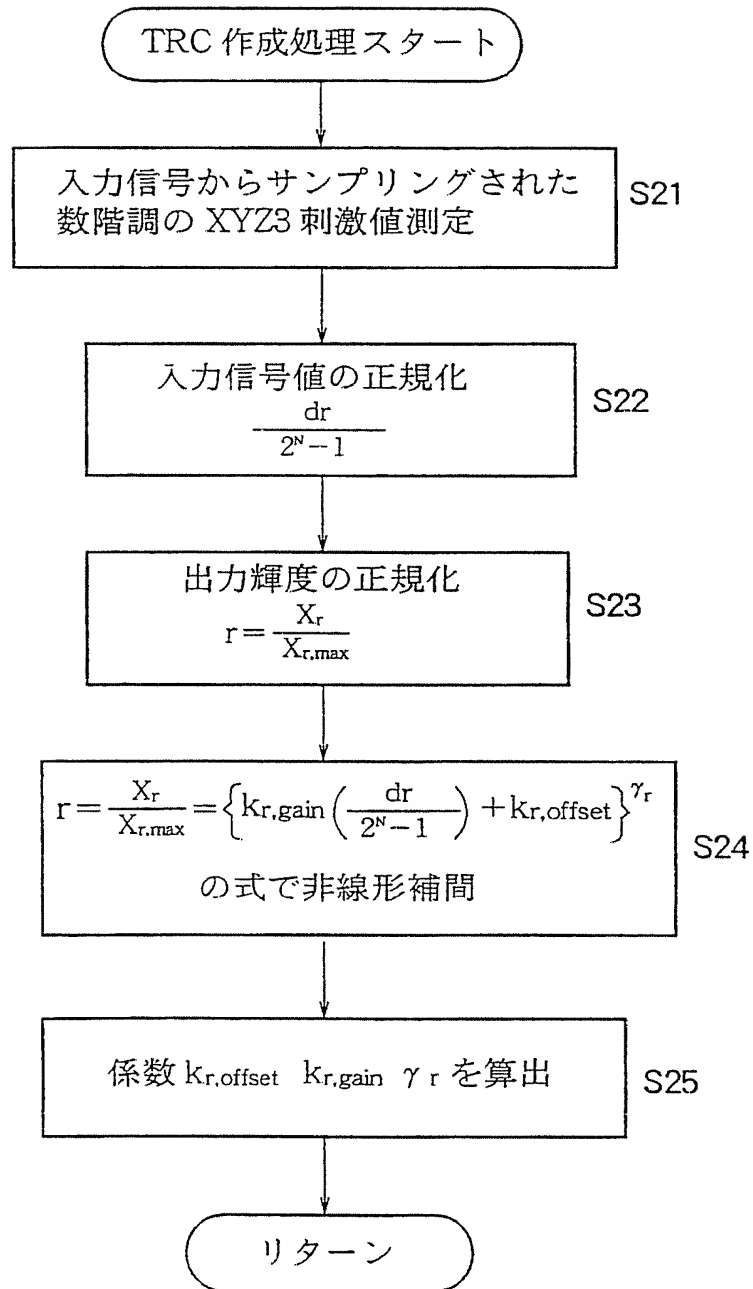 TRC 作成処理スタート
入力信号からサンプリングされた
数階調の XYZ3 刺激値測定
S21
入力信号値の正規化
dr
2^N−1
S22
出力輝度の正規化
r = X_r / X_r,max
S23
r = X_r / X_r,max = { k_r,gain ( dr / 2^N−1 ) + k_r,offset }^γ_r
の式で非線形補間
S24
係数 k_r,offset k_r,gain γ r を算出
S25
リターン